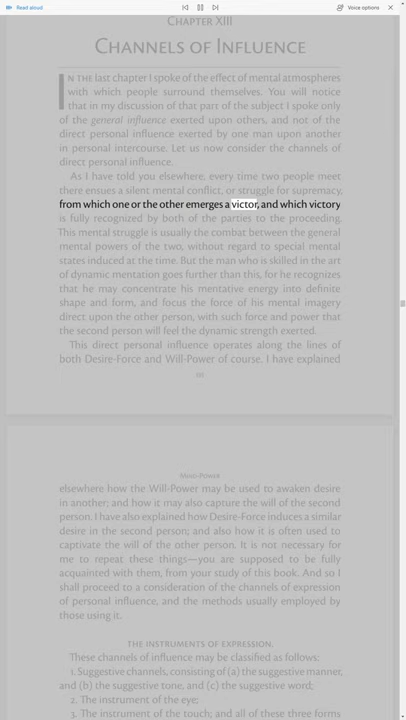 Read aloud
Voice options
CHAPTER XIII
CHANNELS OF INFLUENCE
IN THE last chapter I spoke of the effect of mental atmospheres
with which people surround themselves. You will notice
that in my discussion of that part of the subject I spoke only
of the general influence exerted upon others, and not of the
direct personal influence exerted by one man upon another
in personal intercourse. Let us now consider the channels of
direct personal influence.
As I have told you elsewhere, every time two people meet
there ensues a silent mental conflict, or struggle for supremacy,
from which one or the other emerges a victor, and which victory
is fully recognized by both of the parties to the proceeding.
This mental struggle is usually the combat between the general
mental powers of the two, without regard to special mental
states induced at the time. But the man who is skilled in the art
of dynamic mentation goes further than this, for he recognizes
that he may concentrate his mentative energy into definite
shape and form, and focus the force of his mental imagery
direct upon the other person, with such force and power that
the second person will feel the dynamic strength exerted.
This direct personal influence operates along the lines of
both Desire-Force and Will-Power of course. I have explained
MIND-POWER
elsewhere how the Will-Power may be used to awaken desire
in another; and how it may also capture the will of the second
person. I have also explained how Desire-Force induces a similar
desire in the second person; and also how it is often used to
captivate the will of the other person. It is not necessary for
me to repeat these things—you are supposed to be fully
acquainted with them, from your study of this book. And so I
shall proceed to a consideration of the channels of expression
of personal influence, and the methods usually employed by
those using it.
THE INSTRUMENTS OF EXPRESSION.
These channels of influence may be classified as follows:
1. Suggestive channels, consisting of (a) the suggestive manner,
and (b) the suggestive tone, and (c) the suggestive word;
2. The instrument of the eye;
3. The instrument of the touch; and all of these three forms